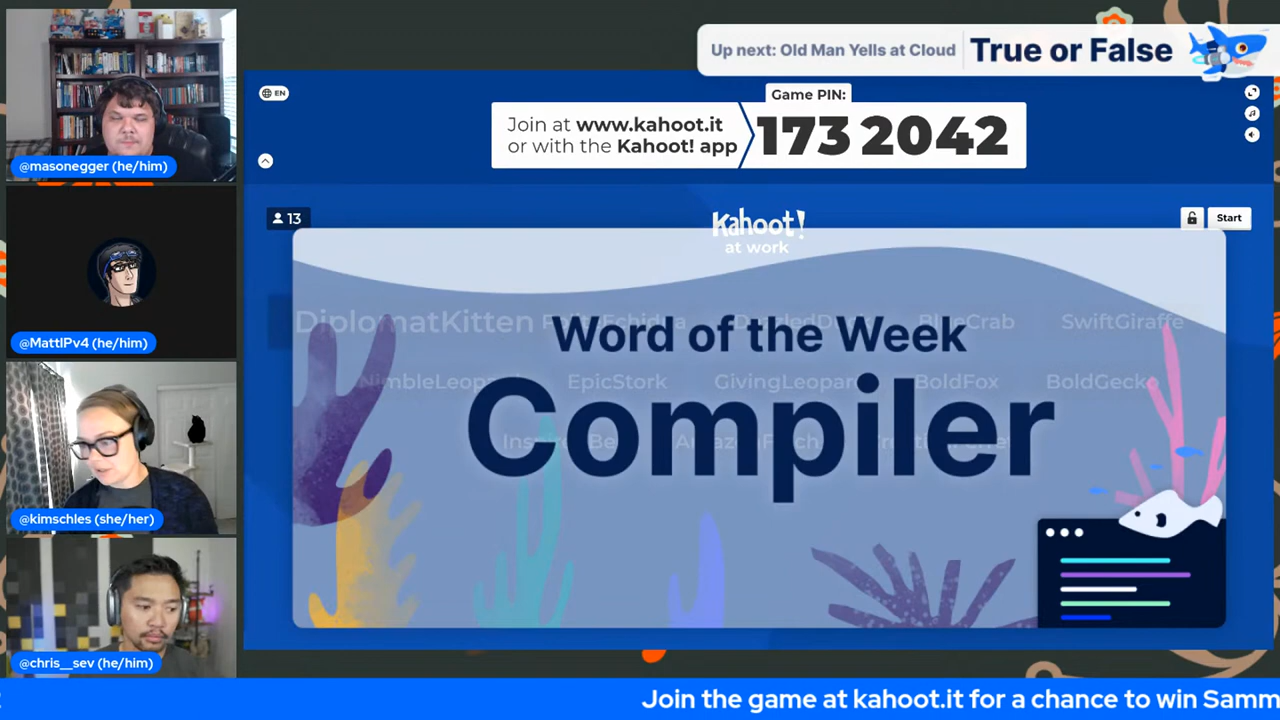 Up next: Old Man Yells at Cloud
True or False
EN
Game PIN:
Join at www.kahoot.it
or with the Kahoot! app
173 2042
@masonegger (he/him)
13
Kahoot!
at work
Start
DiplomatKitten
BlueCrab
SwiftGiraffe
Word of the Week
EpicStork
BoldFox
BoldGecko
Compiler
@MattIPv4 (he/him)
@kimschles (she/her)
@chris__sev (he/him)
Join the game at kahoot.it for a chance to win Samm